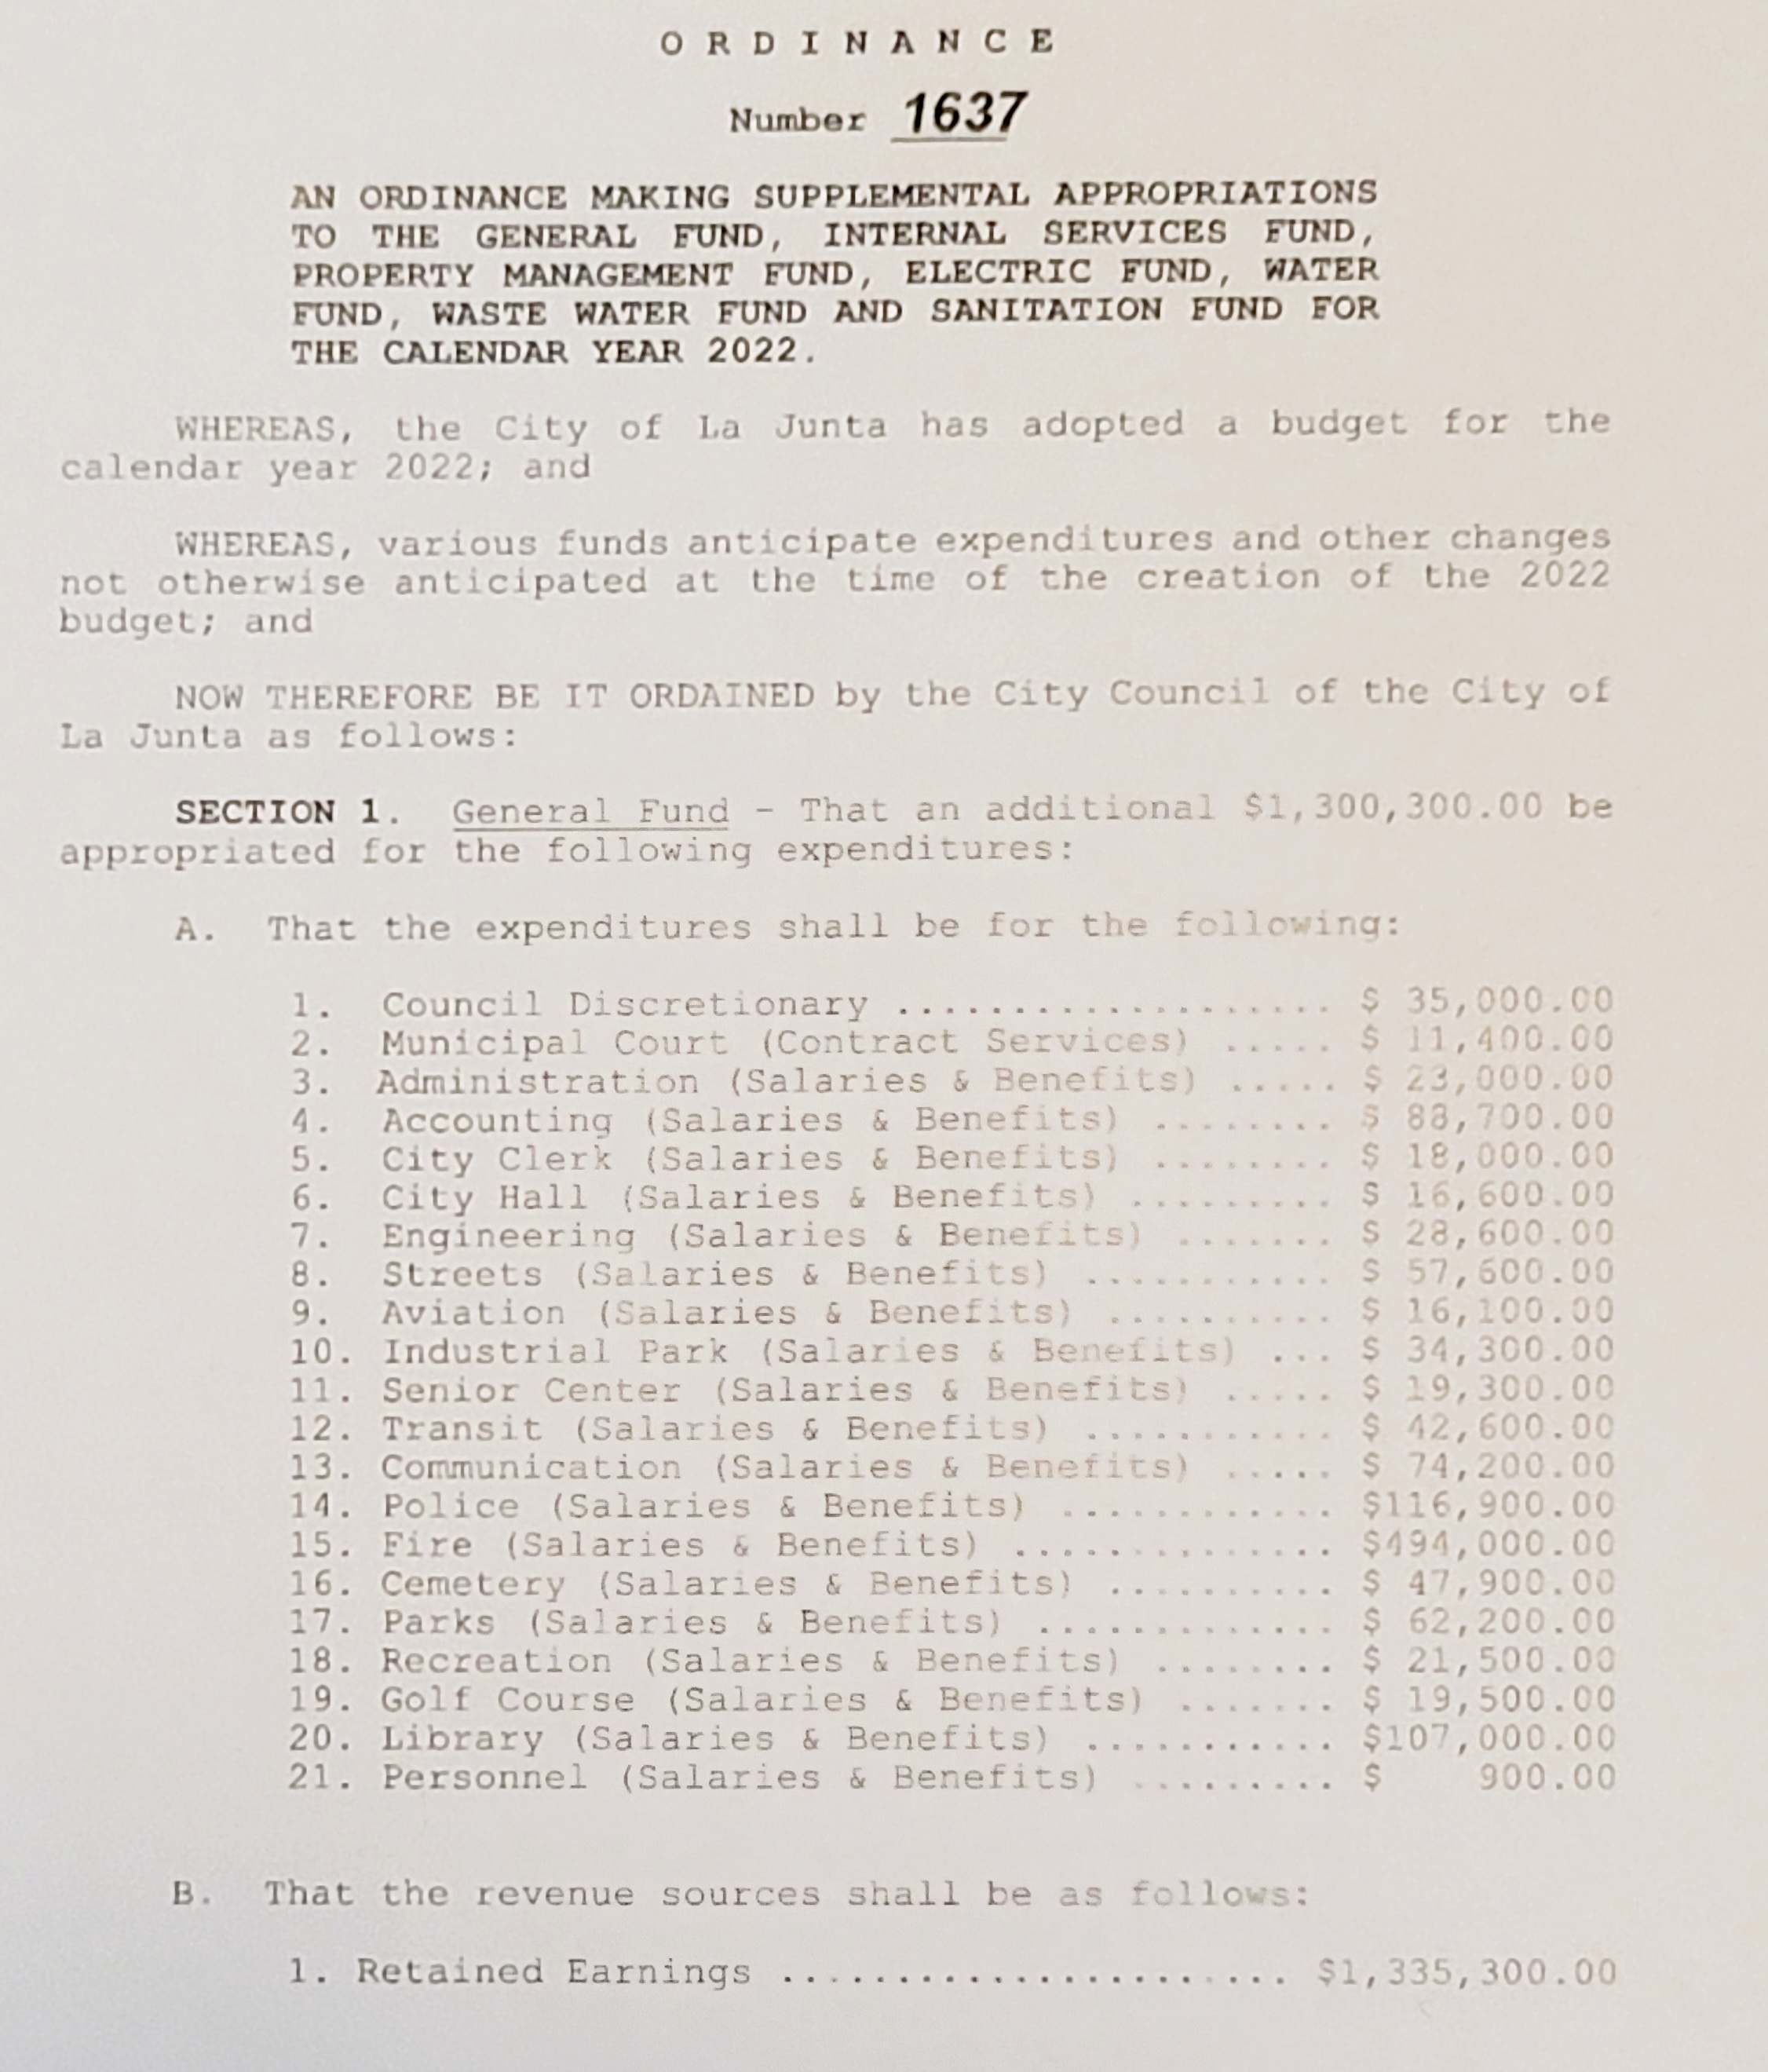 ORDINANCE
Number 1637
AN ORDINANCE MAKING SUPPLEMENTAL APPROPRIATIONS
TO THE GENERAL FUND, INTERNAL SERVICES FUND,
PROPERTY MANAGEMENT FUND, ELECTRIC FUND, WATER
FUND, WASTE WATER FUND AND SANITATION FUND FOR
THE CALENDAR YEAR 2022.
WHEREAS, the City of La Junta has adopted a budget for the
calendar year 2022; and
WHEREAS, various funds anticipate expenditures and other changes
not otherwise anticipated at the time of the creation of the 2022
budget; and
NOW THEREFORE BE IT ORDAINED by the City Council of the City of
La Junta as follows:
SECTION 1. General Fund - That an additional $1,300,300.00 be
appropriated for the following expenditures:
A. That the expenditures shall be for the following:
1. Council Discretionary ................... $ 35,000.00
2. Municipal Court (Contract Services) ..... $ 11,400.00
3. Administration (Salaries & Benefits) ..... $ 23,000.00
4. Accounting (Salaries & Benefits) ........ $ 88,700.00
5. City Clerk (Salaries & Benefits) ........ $ 18,000.00
6. City Hall (Salaries & Benefits) ......... $ 16,600.00
7. Engineering (Salaries & Benefits) ....... $ 28,600.00
8. Streets (Salaries & Benefits) ........... $ 57,600.00
9. Aviation (Salaries & Benefits) .......... $ 16,100.00
10. Industrial Park (Salaries & Benefits) ... $ 34,300.00
11. Senior Center (Salaries & Benefits) ..... $ 19,300.00
12. Transit (Salaries & Benefits) ........... $ 42,600.00
13. Communication (Salaries & Benefits) ..... $ 74,200.00
14. Police (Salaries & Benefits) ............ $116,900.00
15. Fire (Salaries & Benefits) .............. $494,000.00
16. Cemetery (Salaries & Benefits) .......... $ 47,900.00
17. Parks (Salaries & Benefits) ............. $ 62,200.00
18. Recreation (Salaries & Benefits) ........ $ 21,500.00
19. Golf Course (Salaries & Benefits) ....... $ 19,500.00
20. Library (Salaries & Benefits) ........... $107,000.00
21. Personnel (Salaries & Benefits) ......... $ 900.00
B. That the revenue sources shall be as follows:
1. Retained Earnings ...................... $1,335,300.00